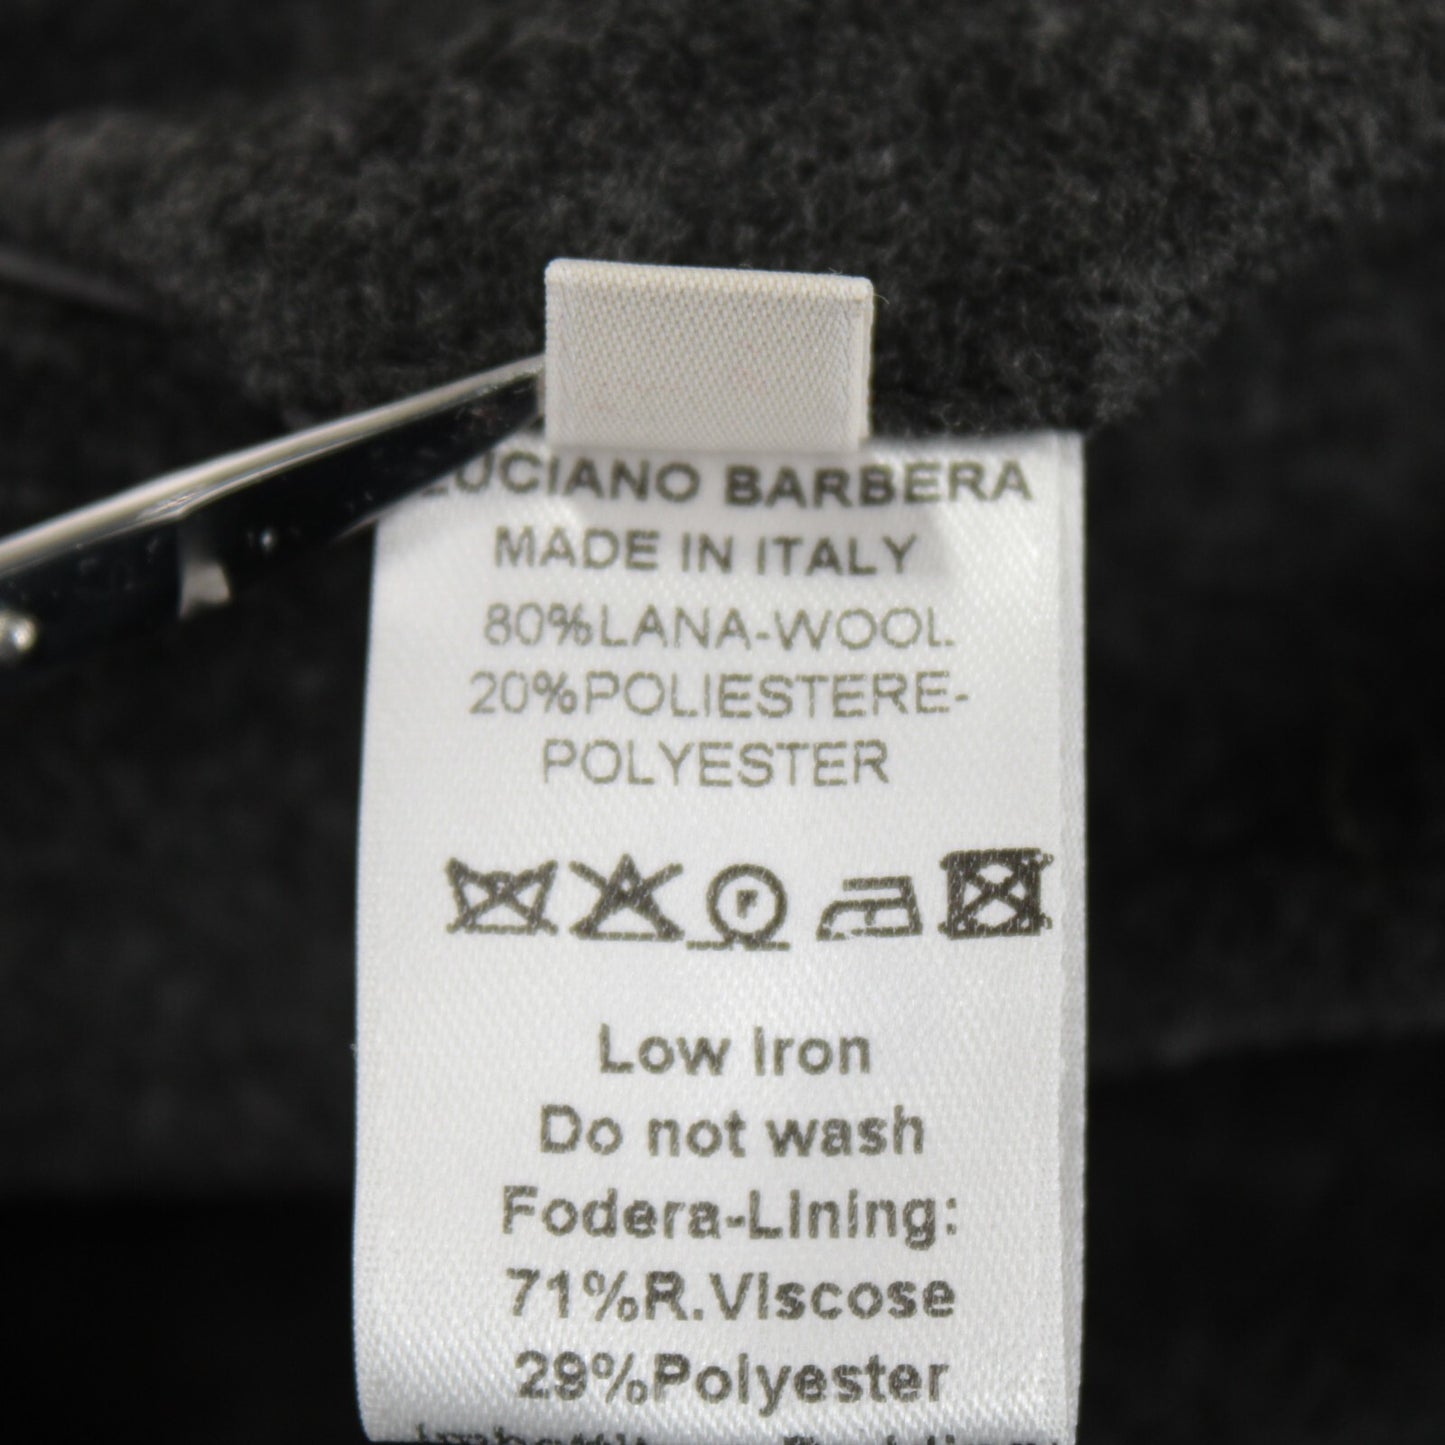 LUCIANO BARBERA
MADE IN ITALY
80%LANA-WOOL
20%POLIESTERE-
POLYESTER
F
Low Iron
Do not wash
Fodera-Lining:
71%R.Viscose
29%Polyester